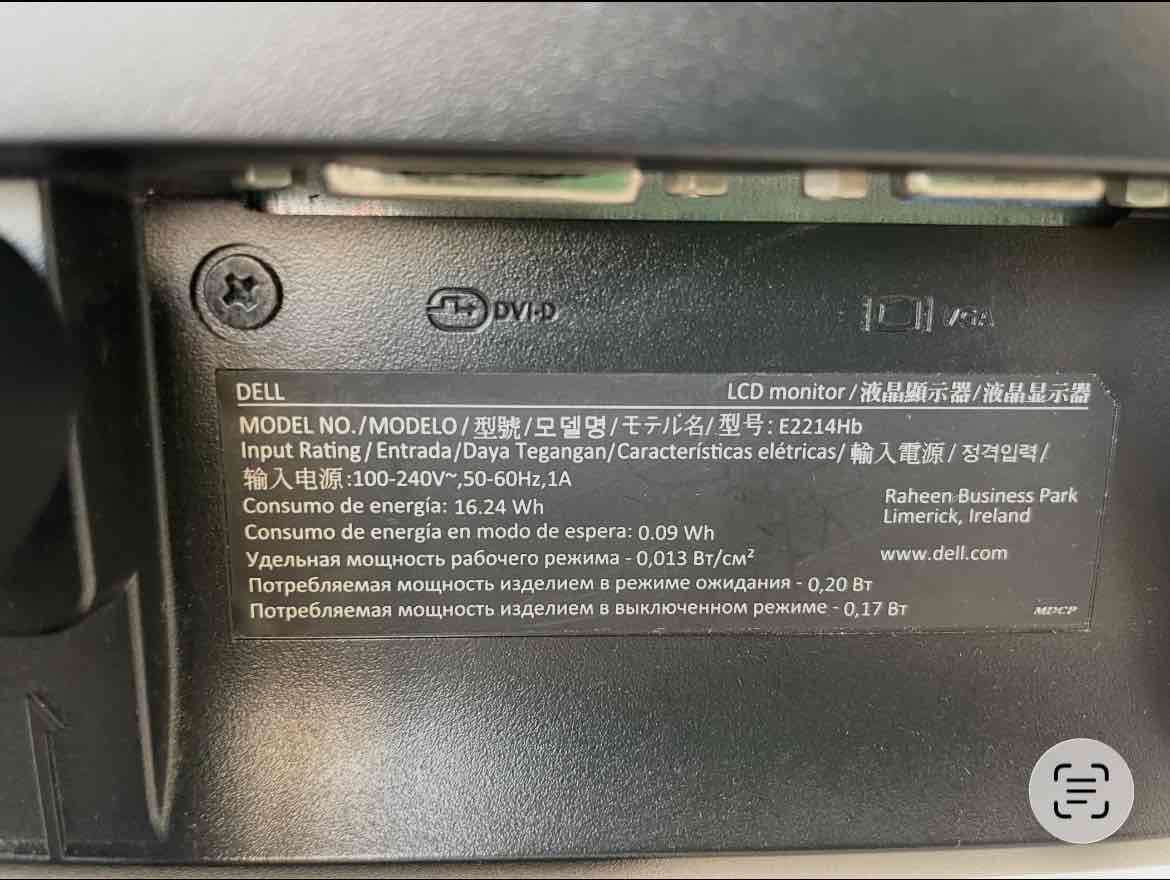 DVI-D
VGA
DELL
LCD monitor/液晶顯示器/液晶显示器
MODEL NO./MODELO/型號/모델명/モデル名/型号: E2214Hb
Input Rating/Entrada/Daya Tegangan/Características elétricas/輸入電源/정격입력/
输入电源:100-240V~,50-60Hz,1A
Consumo de energía: 16.24 Wh
Consumo de energía en modo de espera: 0.09 Wh
Удельная мощность рабочего режима - 0,013 Вт/см²
Потребляемая мощность изделием в режиме ожидания - 0,20 Вт
Потребляемая мощность изделием в выключенном режиме - 0,17 Вт
Raheen Business Park
Limerick, Ireland
www.dell.com
MDCP